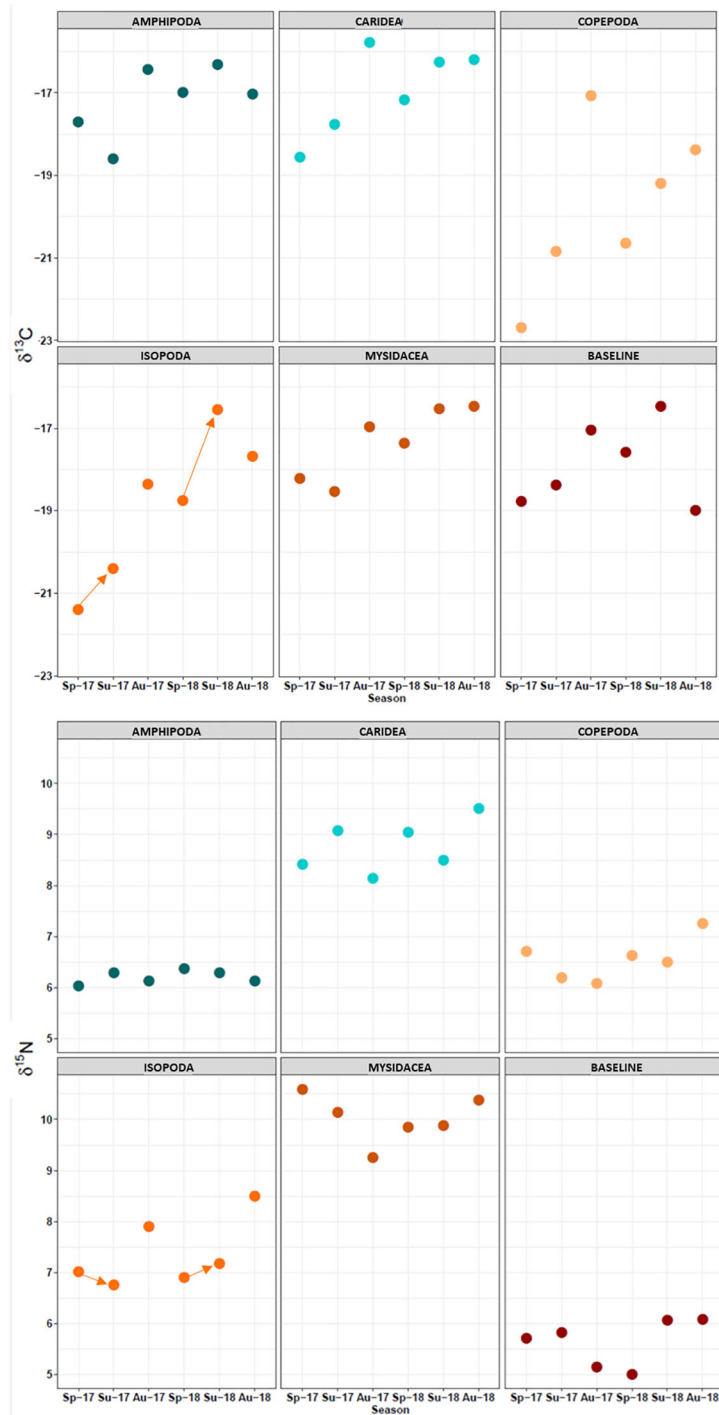 AMPHIPODA CARIDEA COPEPODA
−17
−19
−21
−23
δ¹³C
ISOPODA MYSIDACEA BASELINE
−17
−19
−21
−23
Sp−17 Su−17 Au−17 Sp−18 Su−18 Au−18 Sp−17 Su−17 Au−17 Sp−18 Su−18 Au−18 Sp−17 Su−17 Au−17 Sp−18 Su−18 Au−18
Season
AMPHIPODA CARIDEA COPEPODA
10
9
8
7
6
5
δ¹⁵N
ISOPODA MYSIDACEA BASELINE
10
9
8
7
6
5
Sp−17 Su−17 Au−17 Sp−18 Su−18 Au−18 Sp−17 Su−17 Au−17 Sp−18 Su−18 Au−18 Sp−17 Su−17 Au−17 Sp−18 Su−18 Au−18
Season